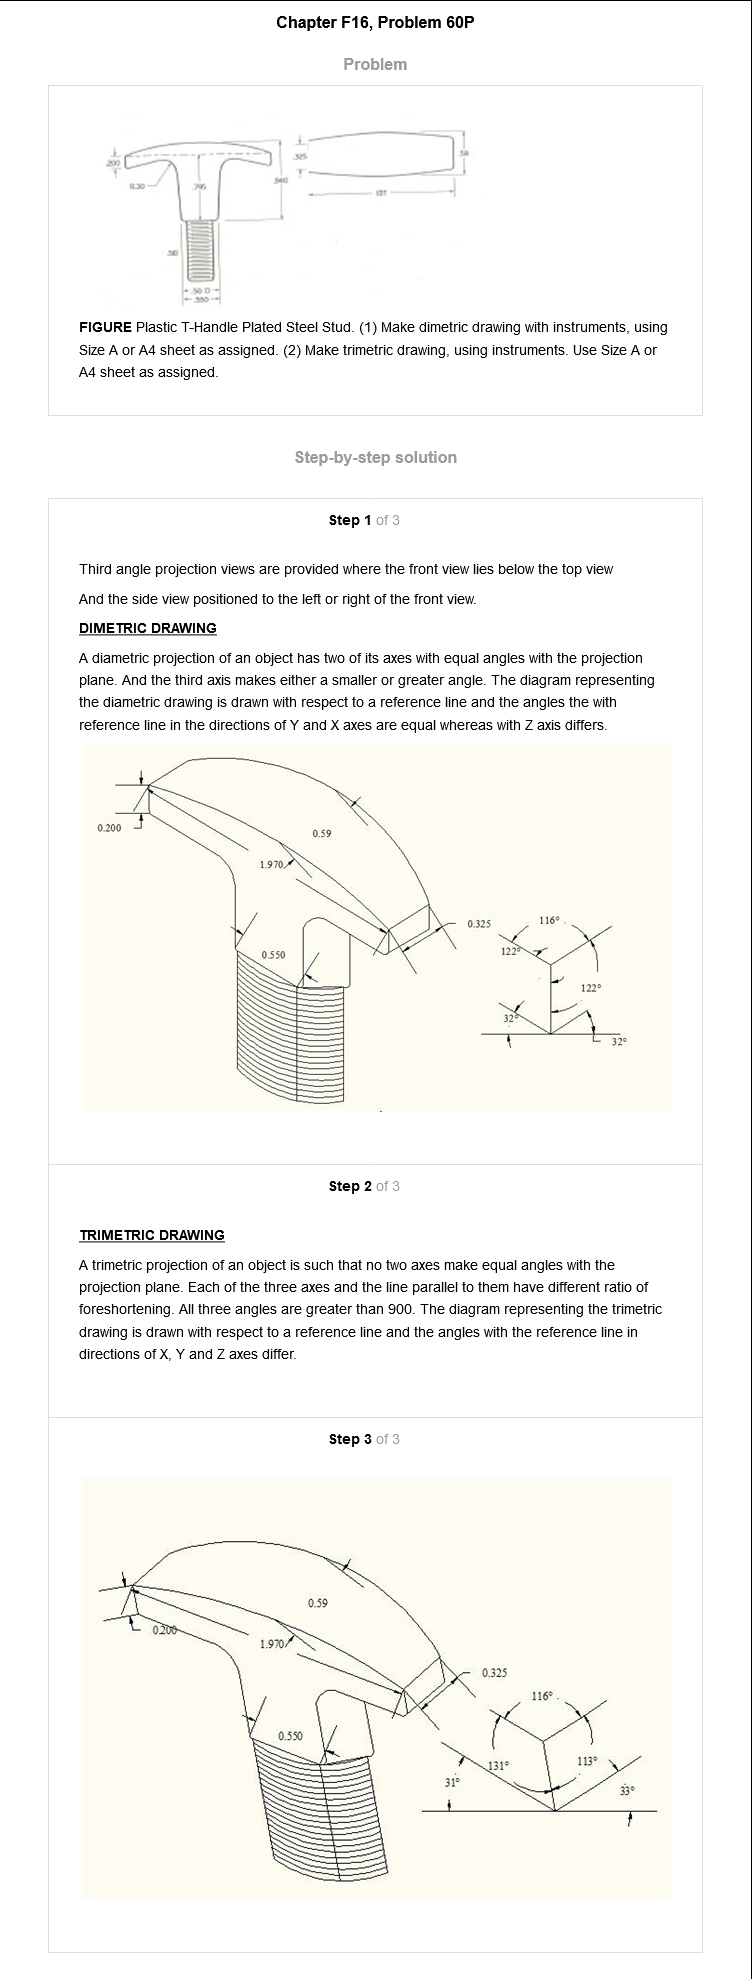 Chapter F16, Problem 60P
Problem
.200
.325
.59
R.30
.795
.940
1.97
.910
.50 D
.550
FIGURE Plastic T-Handle Plated Steel Stud. (1) Make dimetric drawing with instruments, using
Size A or A4 sheet as assigned. (2) Make trimetric drawing, using instruments. Use Size A or
A4 sheet as assigned.
Step-by-step solution
Step 1 of 3
Third angle projection views are provided where the front view lies below the top view
And the side view positioned to the left or right of the front view.
DIMETRIC DRAWING
A diametric projection of an object has two of its axes with equal angles with the projection
plane. And the third axis makes either a smaller or greater angle. The diagram representing
the diametric drawing is drawn with respect to a reference line and the angles the with
reference line in the directions of Y and X axes are equal whereas with Z axis differs.
0.200
0.59
1.970
0.325
116°
122°
0.550
122°
32°
32°
Step 2 of 3
TRIMETRIC DRAWING
A trimetric projection of an object is such that no two axes make equal angles with the
projection plane. Each of the three axes and the line parallel to them have different ratio of
foreshortening. All three angles are greater than 900. The diagram representing the trimetric
drawing is drawn with respect to a reference line and the angles with the reference line in
directions of X, Y and Z axes differ.
Step 3 of 3
0.59
0.200
1.970
0.325
116°
0.550
131°
113°
31°
33°